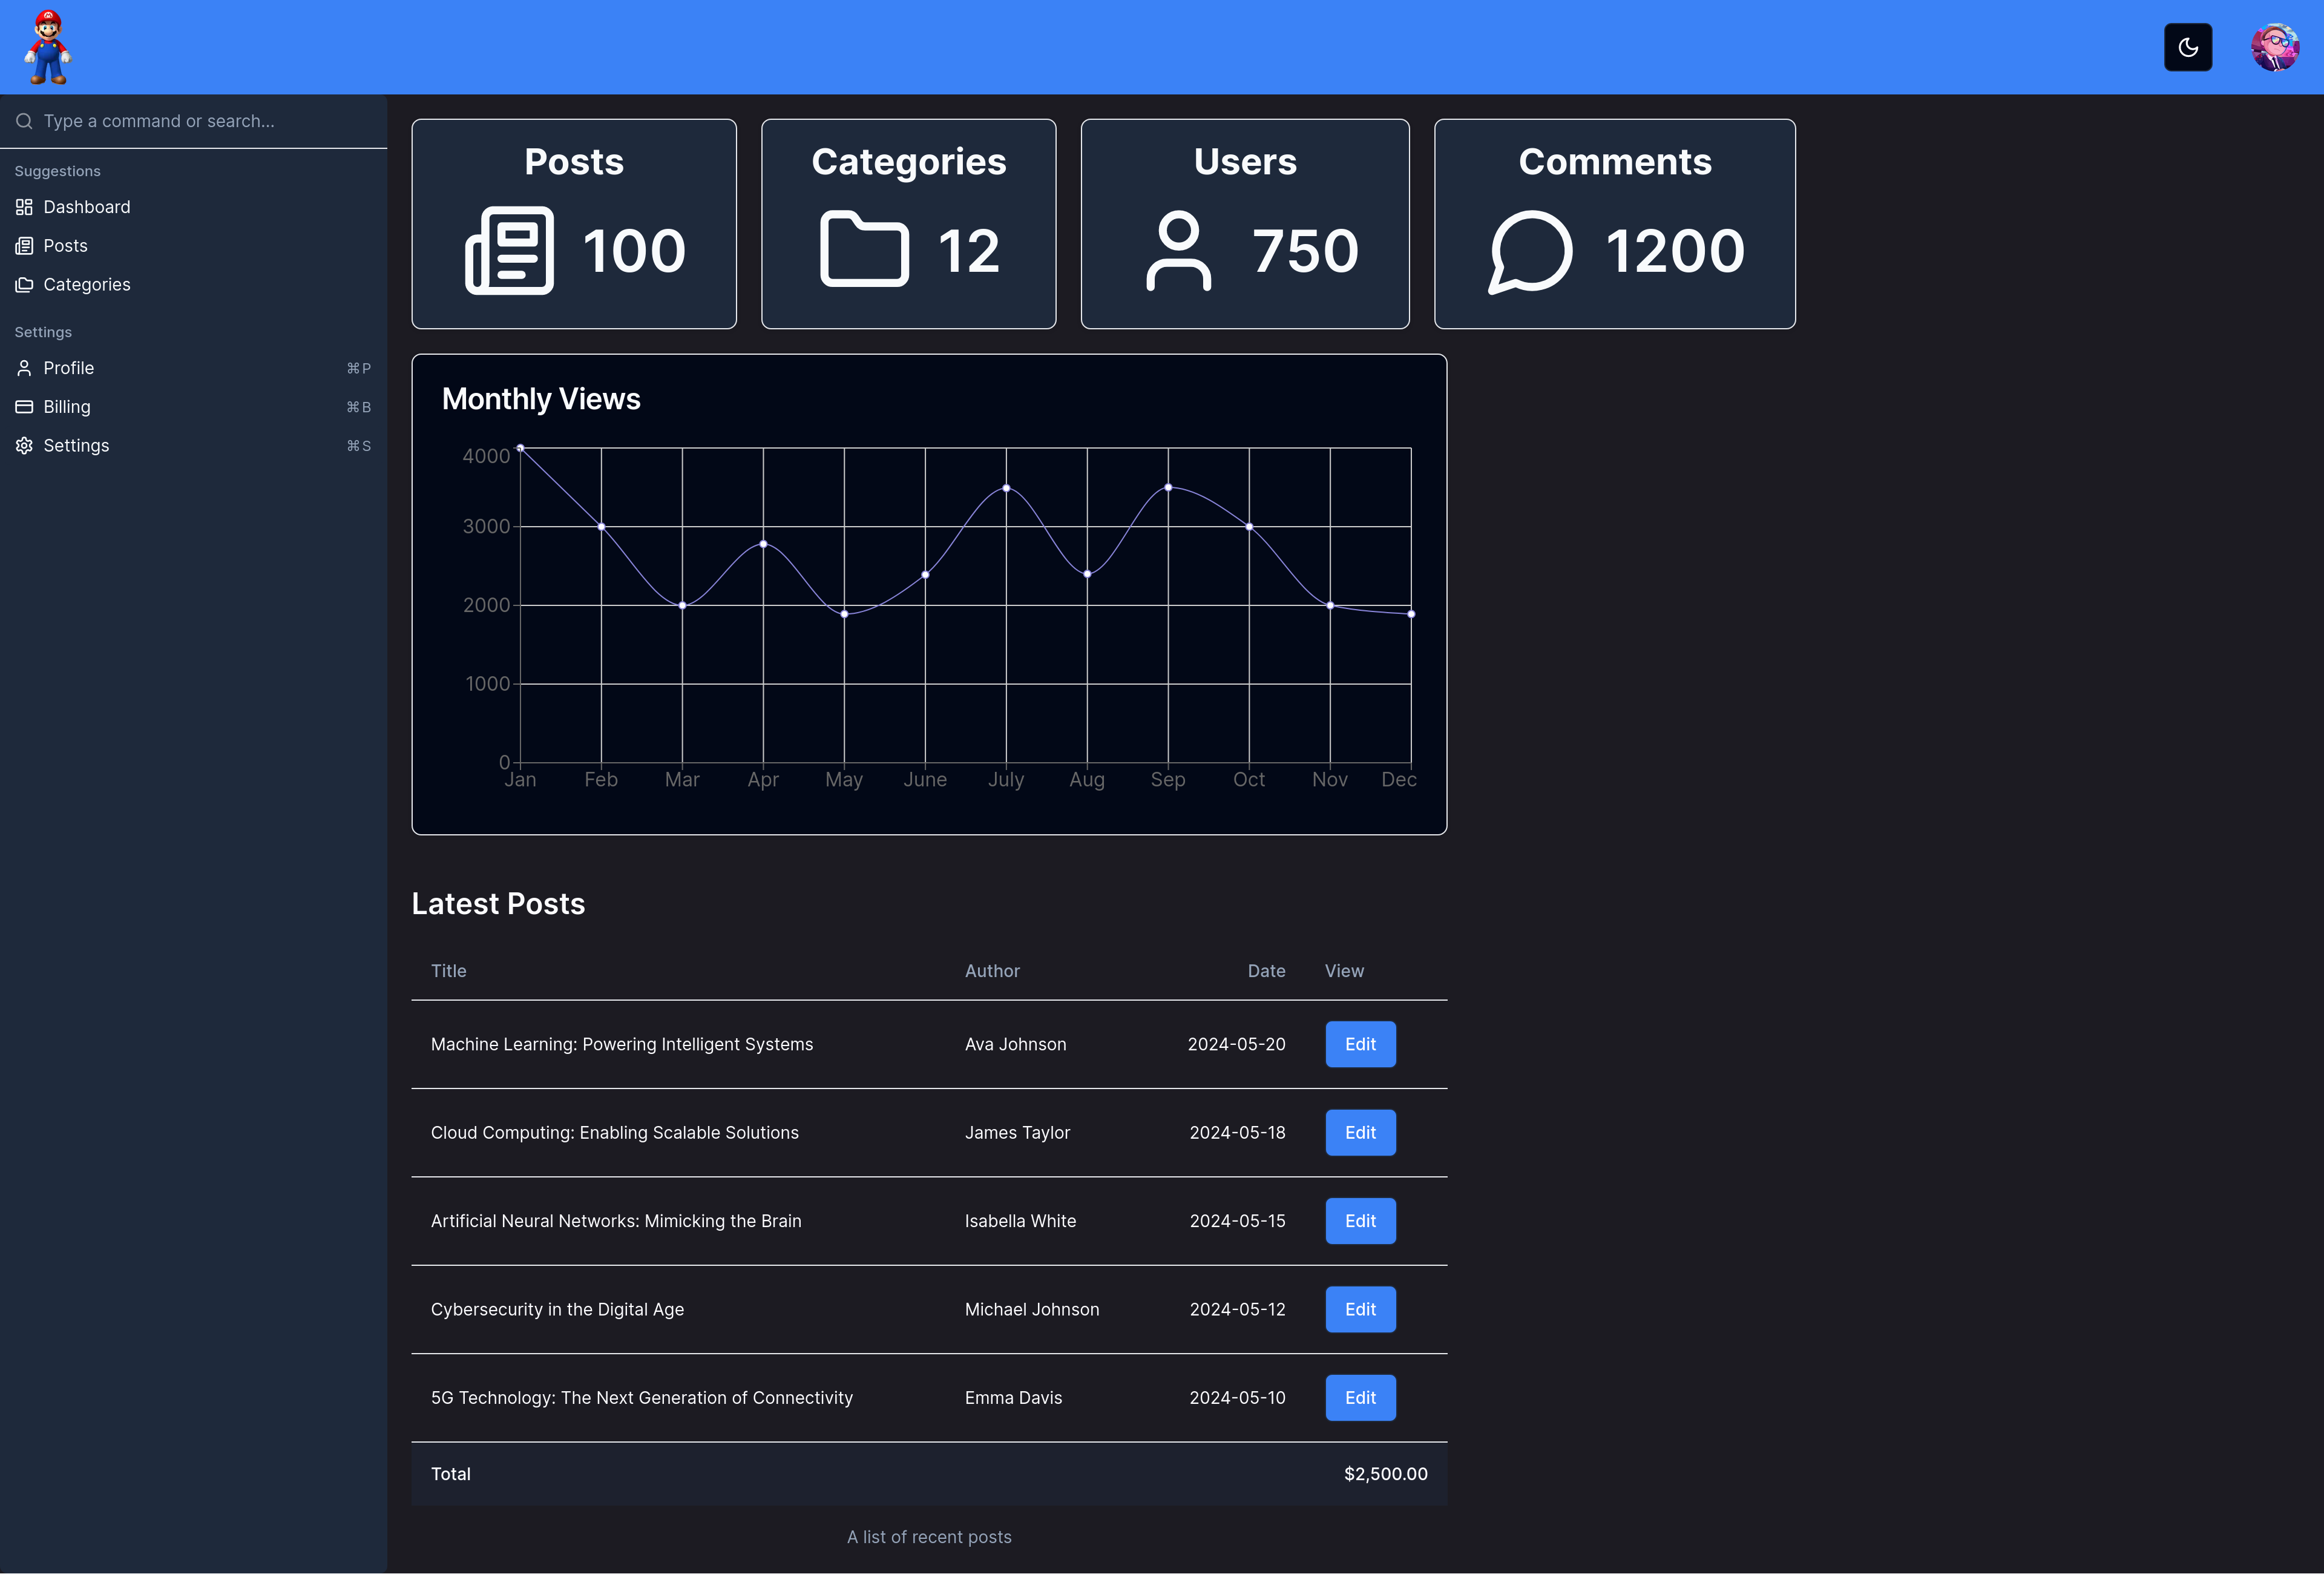 Type a command or search...
Suggestions
Dashboard
Posts
Categories
Settings
Profile ⌘P
Billing ⌘B
Settings ⌘S
Posts
100
Categories
12
Users
750
Comments
1200
Monthly Views
4000
3000
2000
1000
0
Jan Feb Mar Apr May June July Aug Sep Oct Nov Dec
Latest Posts
Title Author Date View
Machine Learning: Powering Intelligent Systems Ava Johnson 2024-05-20 Edit
Cloud Computing: Enabling Scalable Solutions James Taylor 2024-05-18 Edit
Artificial Neural Networks: Mimicking the Brain Isabella White 2024-05-15 Edit
Cybersecurity in the Digital Age Michael Johnson 2024-05-12 Edit
5G Technology: The Next Generation of Connectivity Emma Davis 2024-05-10 Edit
Total $2,500.00
A list of recent posts